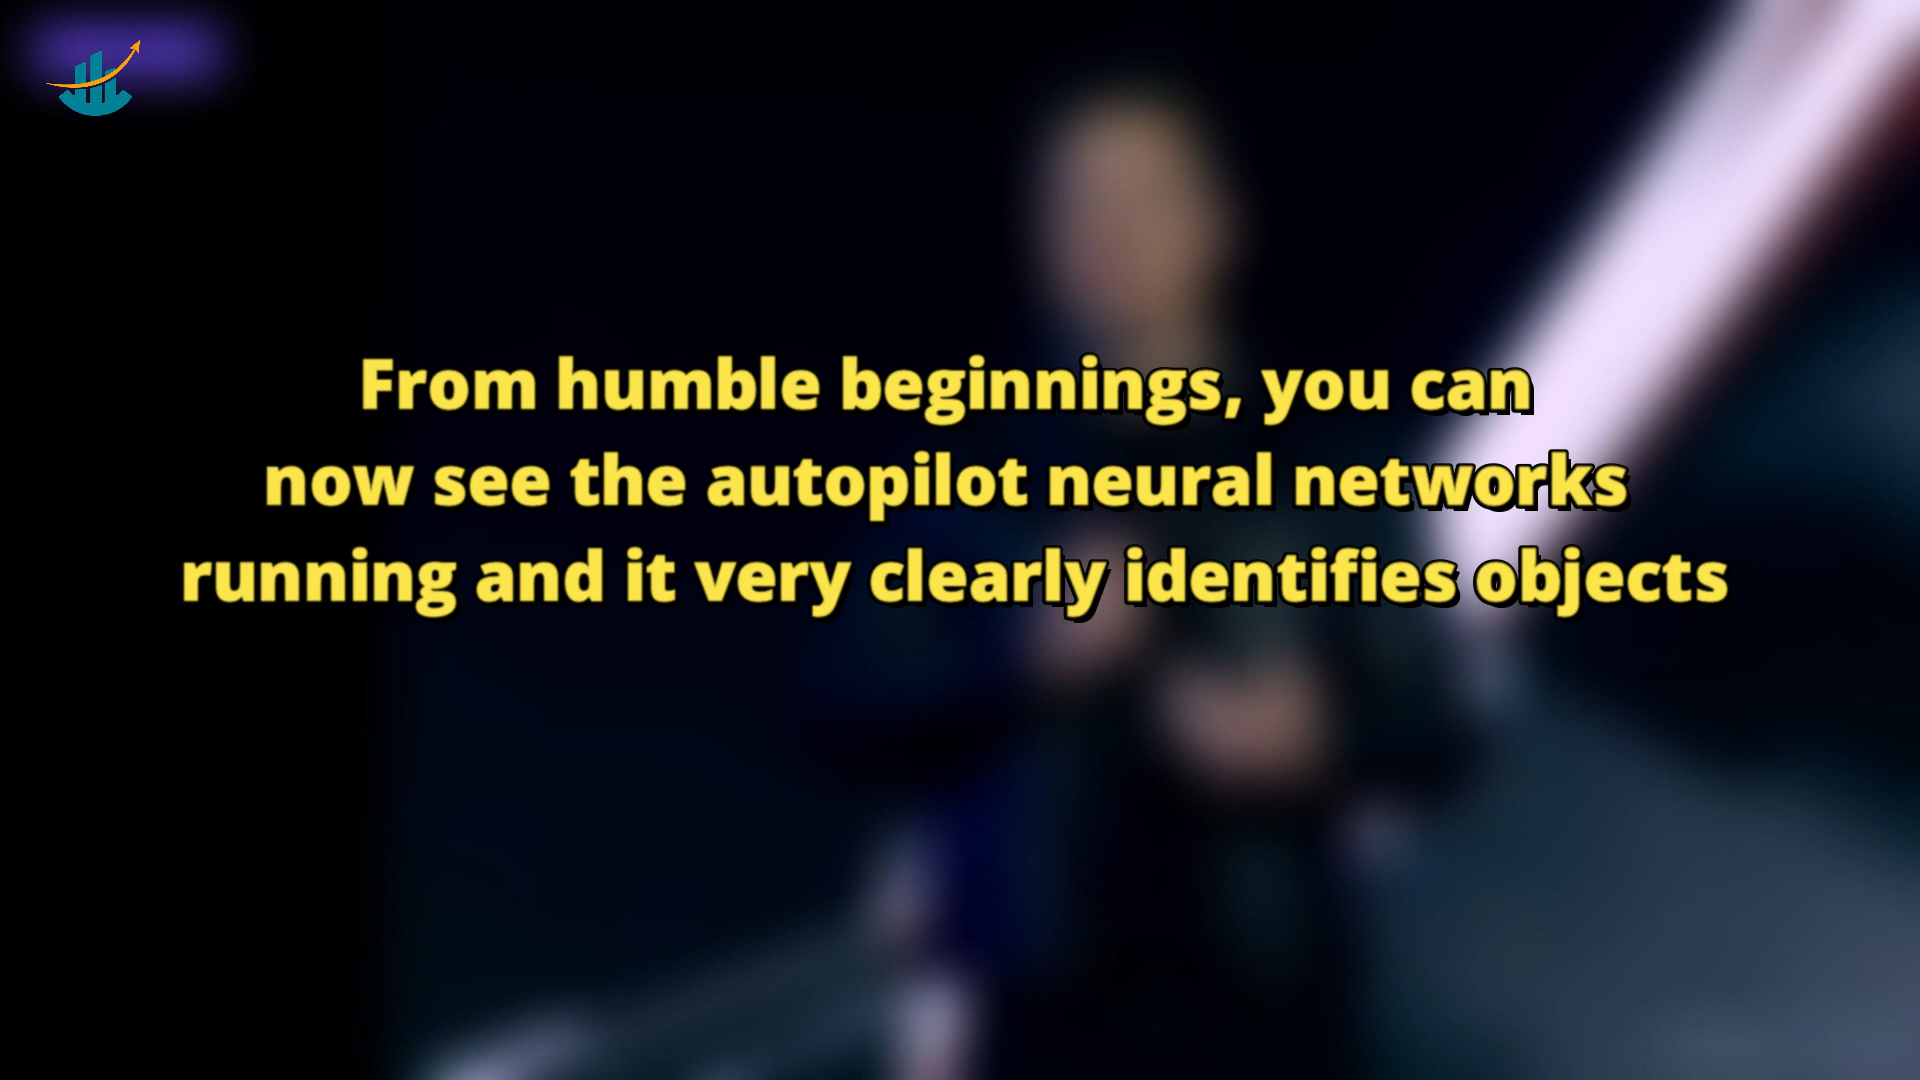 From humble beginnings, you can
now see the autopilot neural networks
running and it very clearly identifies objects